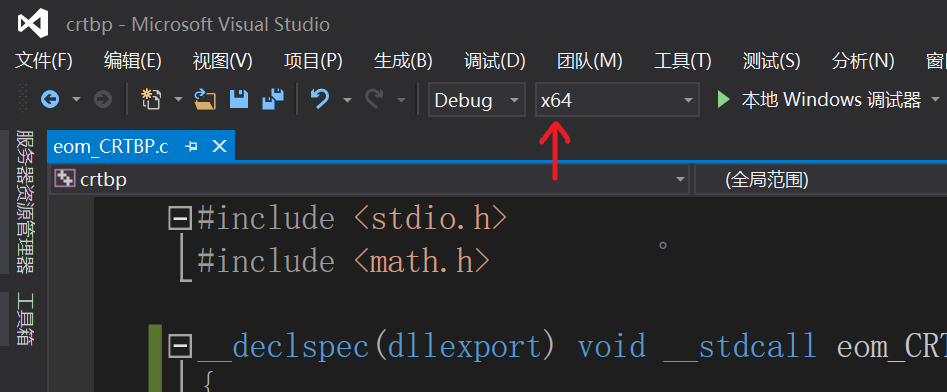 crtbp - Microsoft Visual Studio
文件(F) 编辑(E) 视图(V) 项目(P) 生成(B) 调试(D) 团队(M) 工具(T) 测试(S) 分析(N) 窗
Debug x64 本地 Windows 调试器
服务器资源管理器
工具箱
eom_CRTBP.c
crtbp (全局范围)
#include <stdio.h>
#include <math.h>
__declspec(dllexport) void __stdcall eom_CRT
{